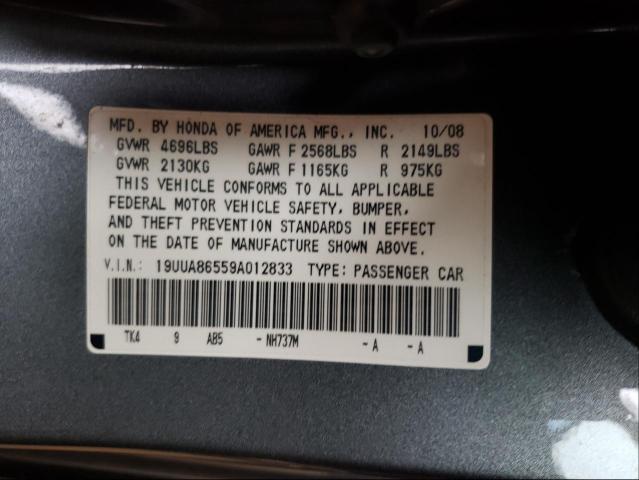 MFD. BY HONDA OF AMERICA MFG., INC. 10/08
GVWR 4696LBS GAWR F 2568LBS R 2149LBS
GVWR 2130KG GAWR F 1165KG R 975KG
THIS VEHICLE CONFORMS TO ALL APPLICABLE
FEDERAL MOTOR VEHICLE SAFETY, BUMPER,
AND THEFT PREVENTION STANDARDS IN EFFECT
ON THE DATE OF MANUFACTURE SHOWN ABOVE.
V.I.N.: 19UUA86559A012833 TYPE: PASSENGER CAR
TK4 9 AB5 - NH737M - A - A